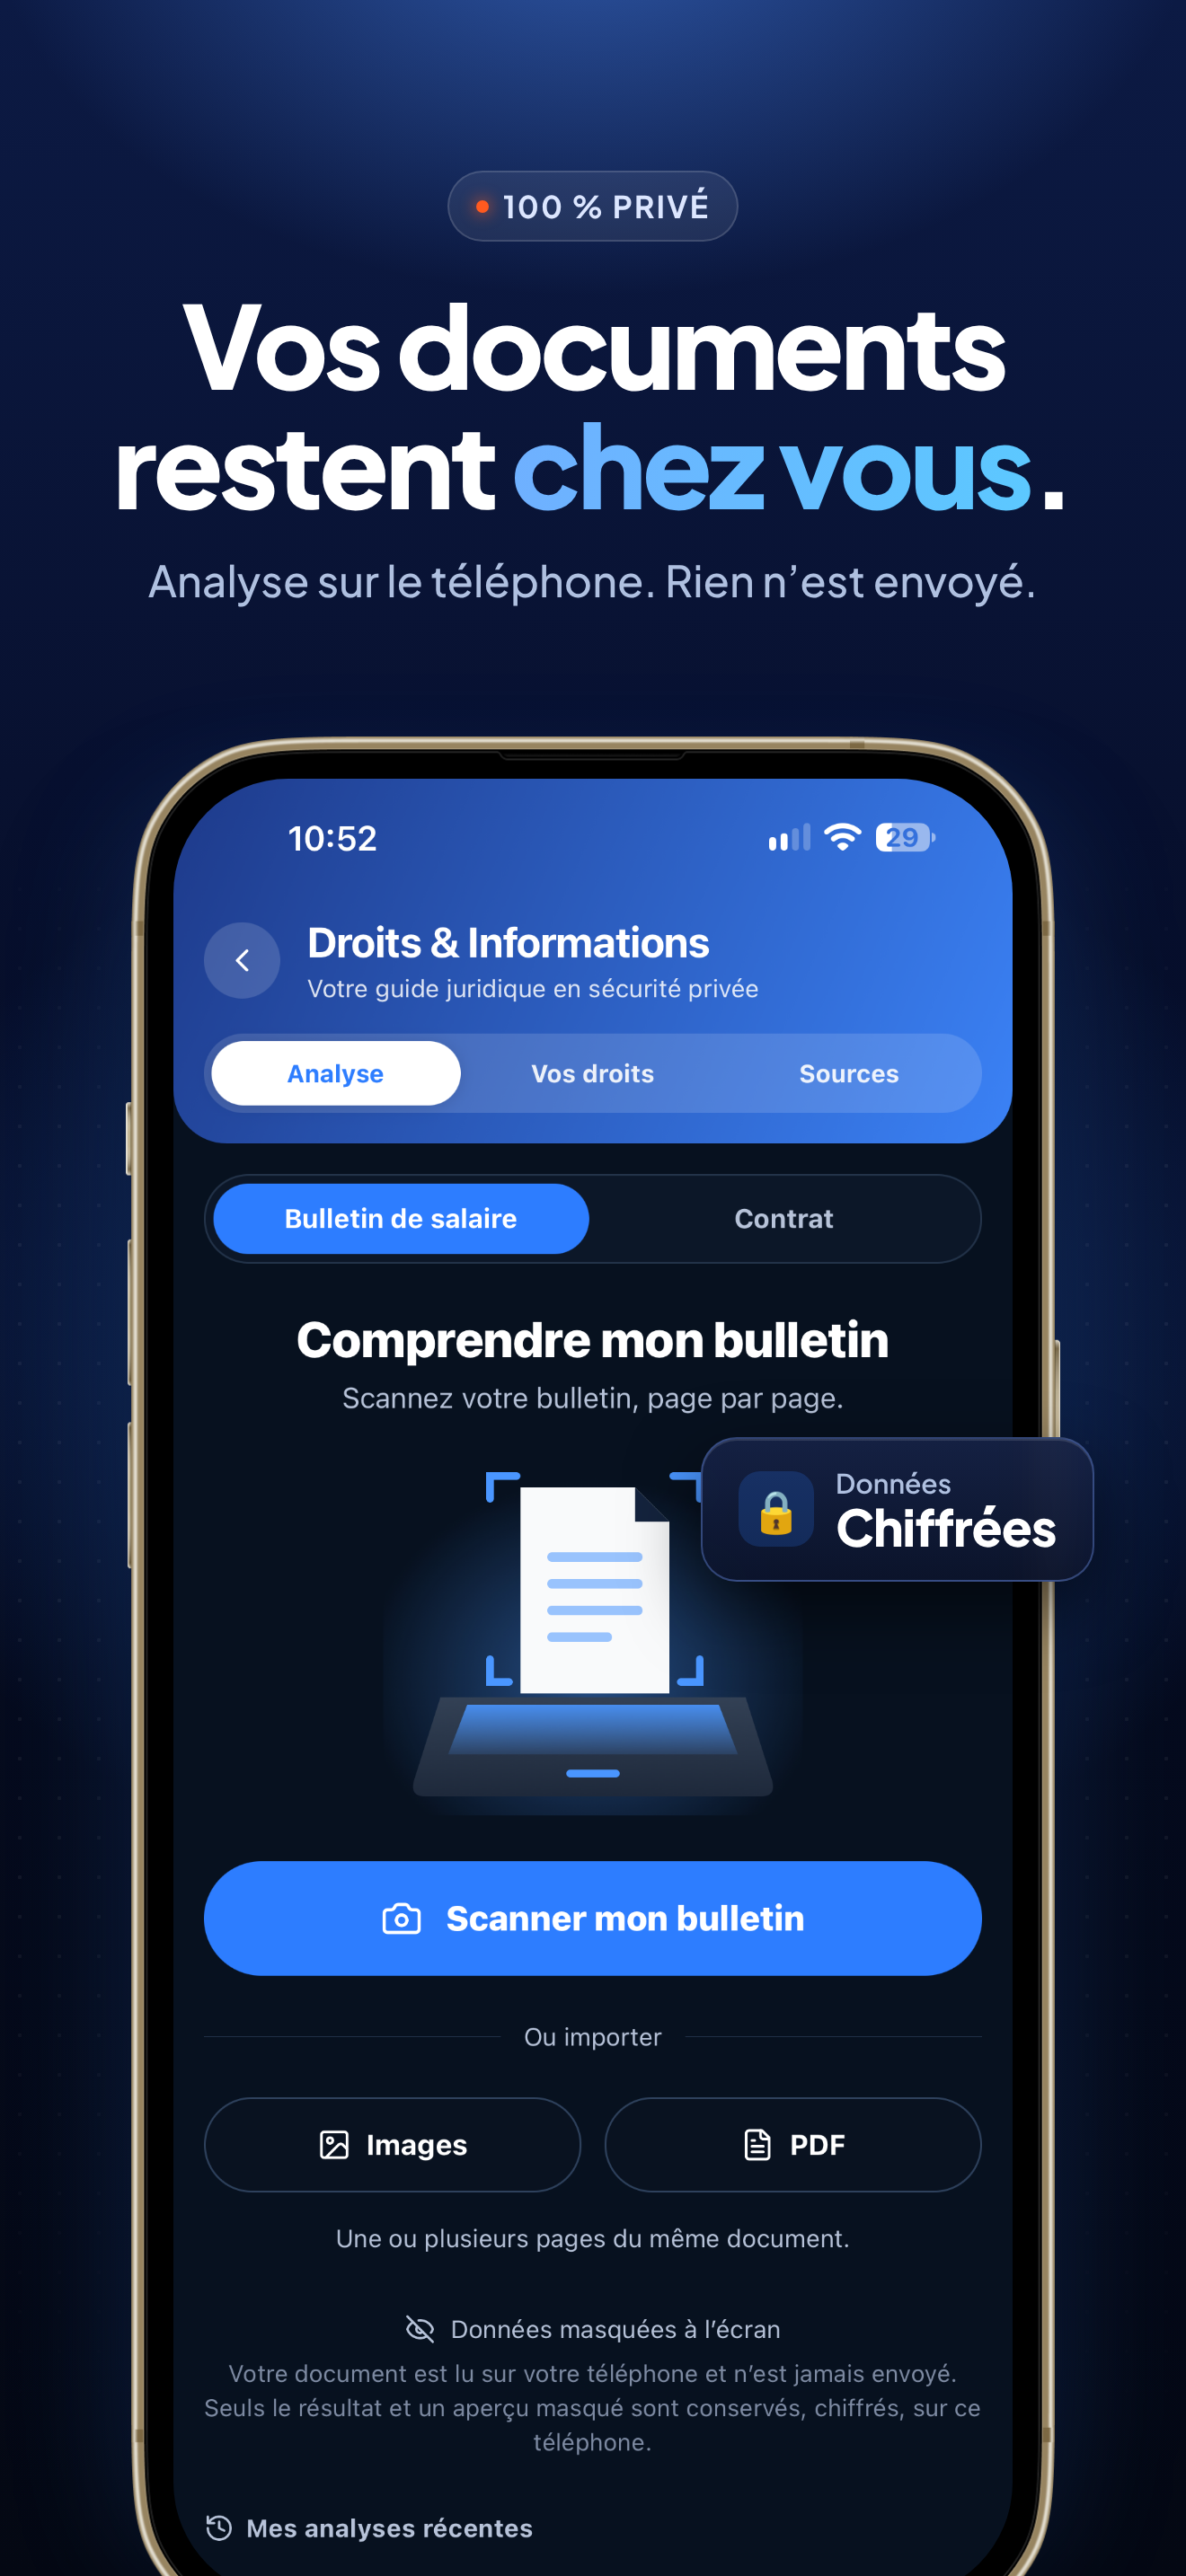 100 % PRIVÉ
Vos documents
restent chez vous.
Analyse sur le téléphone. Rien n’est envoyé.
10:52
29
Droits & Informations
Votre guide juridique en sécurité privée
Analyse
Vos droits
Sources
Bulletin de salaire
Contrat
Comprendre mon bulletin
Scannez votre bulletin, page par page.
Données
Chiffrées
Scanner mon bulletin
Ou importer
Images
PDF
Une ou plusieurs pages du même document.
Données masquées à l’écran
Votre document est lu sur votre téléphone et n’est jamais envoyé.
Seuls le résultat et un aperçu masqué sont conservés, chiffrés, sur ce
téléphone.
Mes analyses récentes